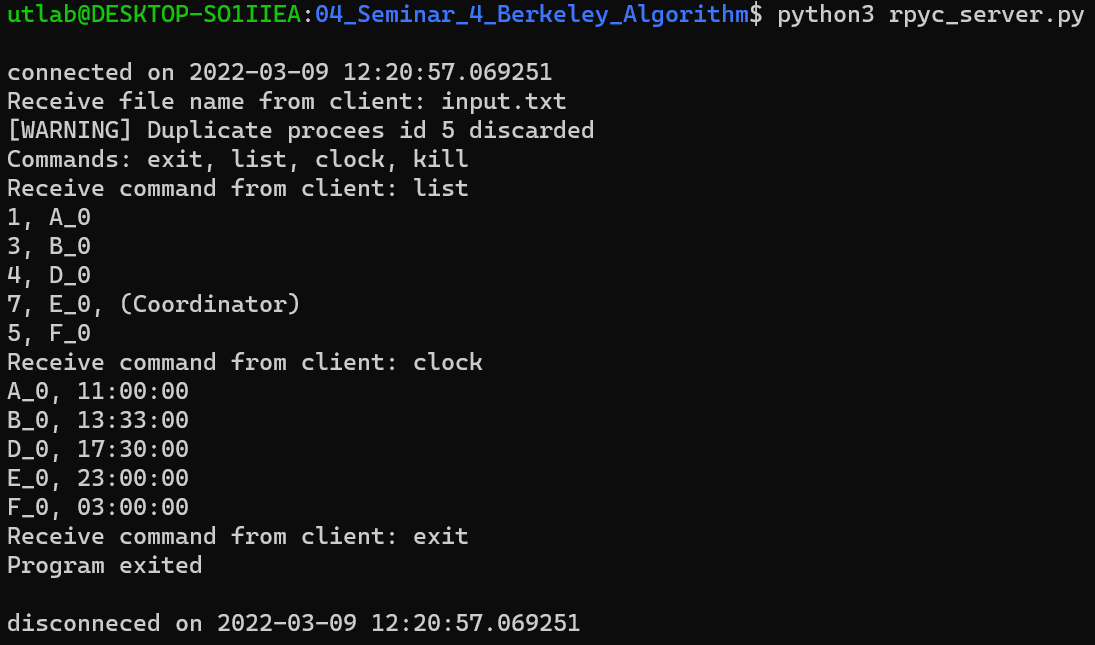 utlab@DESKTOP-SO1IIEA:04_Seminar_4_Berkeley_Algorithm$ python3 rpyc_server.py
connected on 2022-03-09 12:20:57.069251
Receive file name from client: input.txt
[WARNING] Duplicate procees id 5 discarded
Commands: exit, list, clock, kill
Receive command from client: list
1, A_0
3, B_0
4, D_0
7, E_0, (Coordinator)
5, F_0
Receive command from client: clock
A_0, 11:00:00
B_0, 13:33:00
D_0, 17:30:00
E_0, 23:00:00
F_0, 03:00:00
Receive command from client: exit
Program exited
disconneced on 2022-03-09 12:20:57.069251